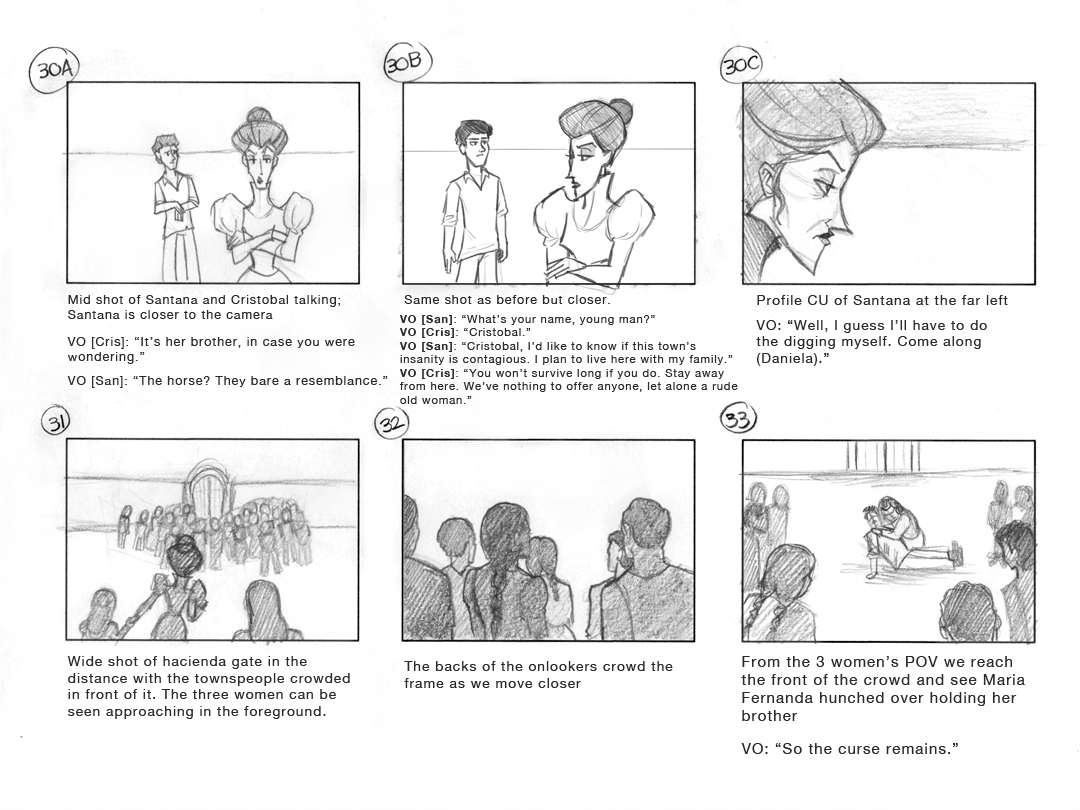 30A
Mid shot of Santana and Cristobal talking;
Santana is closer to the camera
VO [Cris]: “It’s her brother, in case you were
wondering.”
VO [San]: “The horse? They bare a resemblance.”
30B
Same shot as before but closer.
VO [San]: “What’s your name, young man?”
VO [Cris]: “Cristobal.”
VO [San]: “Cristobal, I’d like to know if this town’s
insanity is contagious. I plan to live here with my family.”
VO [Cris]: “You won’t survive long if you do. Stay away
from here. We’ve nothing to offer anyone, let alone a rude
old woman.”
30C
Profile CU of Santana at the far left
VO: “Well, I guess I’ll have to do
the digging myself. Come along
(Daniela).”
31
Wide shot of hacienda gate in the
distance with the townspeople crowded
in front of it. The three women can be
seen approaching in the foreground.
32
The backs of the onlookers crowd the
frame as we move closer
33
From the 3 women’s POV we reach
the front of the crowd and see Maria
Fernanda hunched over holding her
brother
VO: “So the curse remains.”